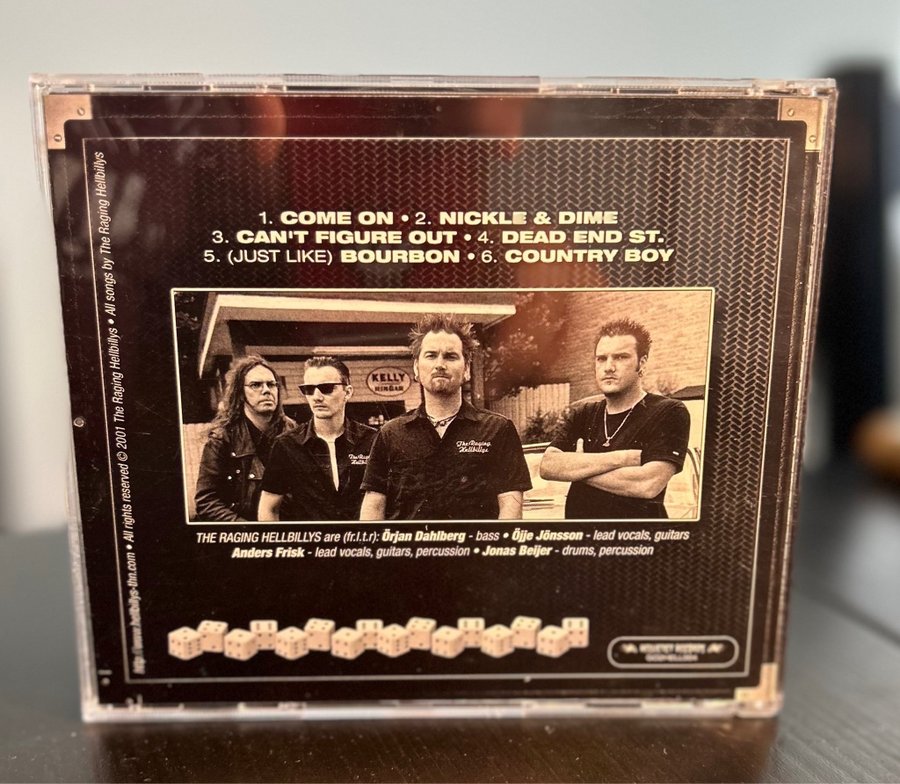 1. COME ON • 2. NICKLE & DIME
3. CAN'T FIGURE OUT • 4. DEAD END ST.
5. (JUST LIKE) BOURBON • 6. COUNTRY BOY
KELLY
The Raging
Hellbillys
THE RAGING HELLBILLYS are (fr.l.t.r): Örjan Dahlberg - bass • Öjje Jönsson - lead vocals, guitars
Anders Frisk - lead vocals, guitars, percussion • Jonas Beijer - drums, percussion
http://www.hellbillys-thn.com • All rights reserved © 2001 The Raging Hellbillys • All songs by The Raging Hellbillys